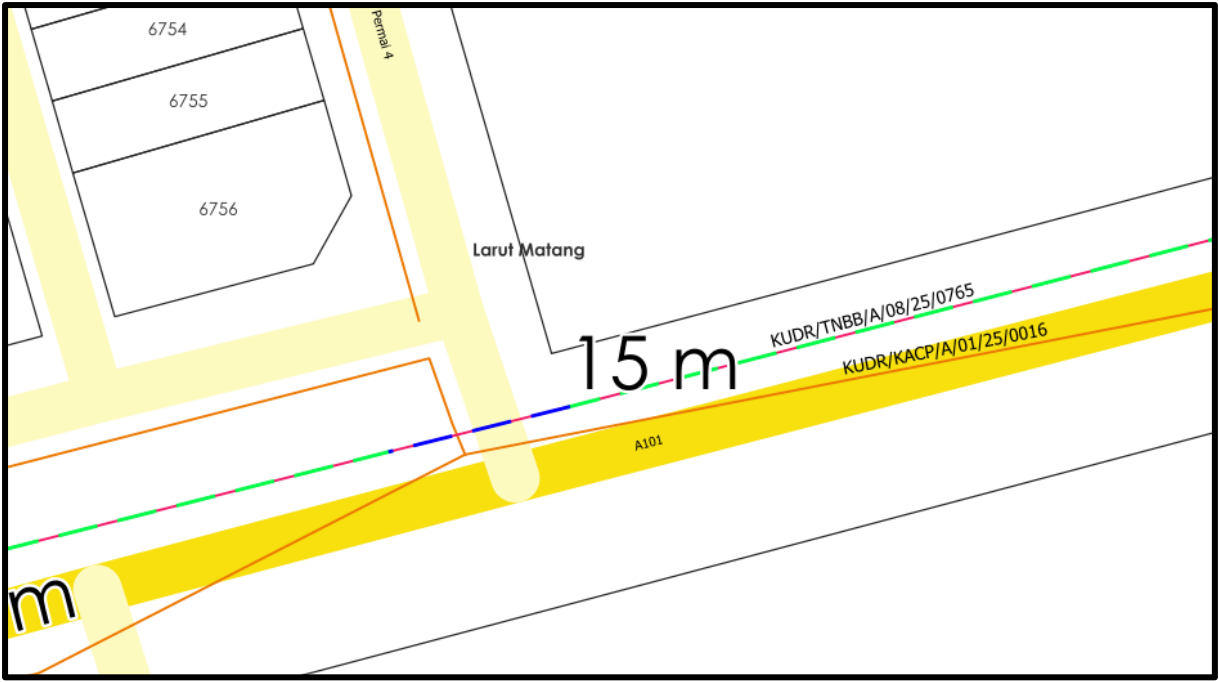 6754
Permai 4
6755
6756
Larut Matang
KUDR/TNBB/A/08/25/0765
15 m
KUDR/KACP/A/01/25/0016
A101
m